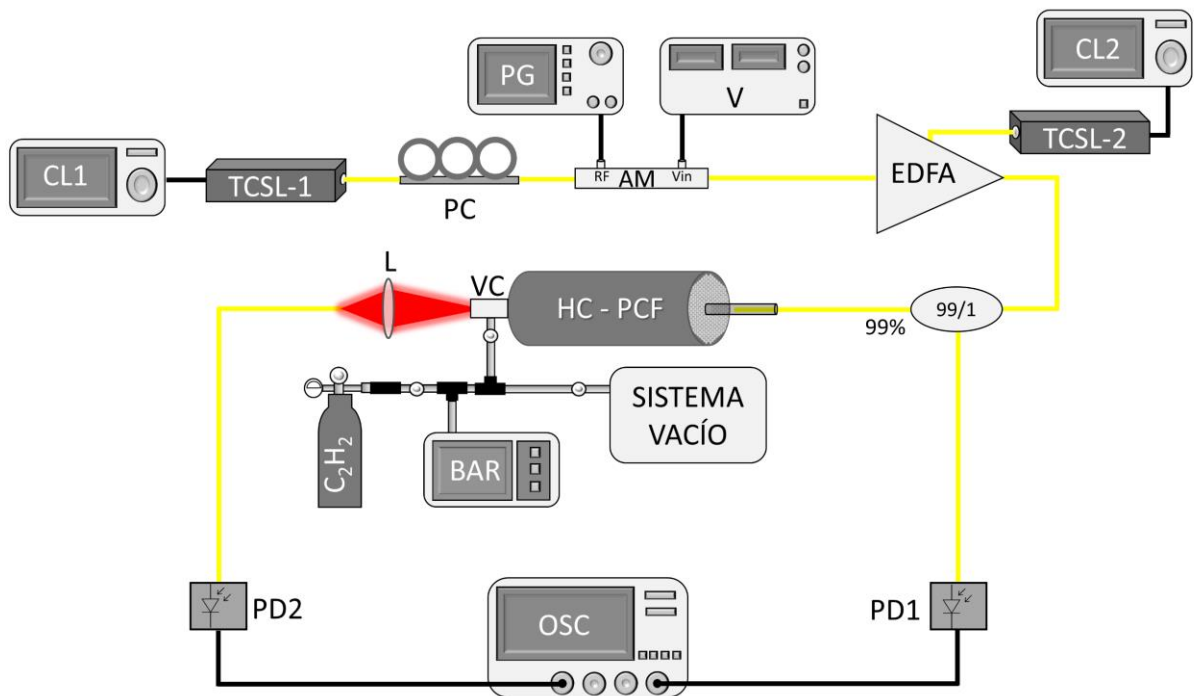 CL2
PG
V
TCSL-2
CL1
TCSL-1
PC
RF
AM
Vin
EDFA
L
VC
HC - PCF
99%
99/1
C2H2
BAR
SISTEMA
VACÍO
PD2
OSC
PD1